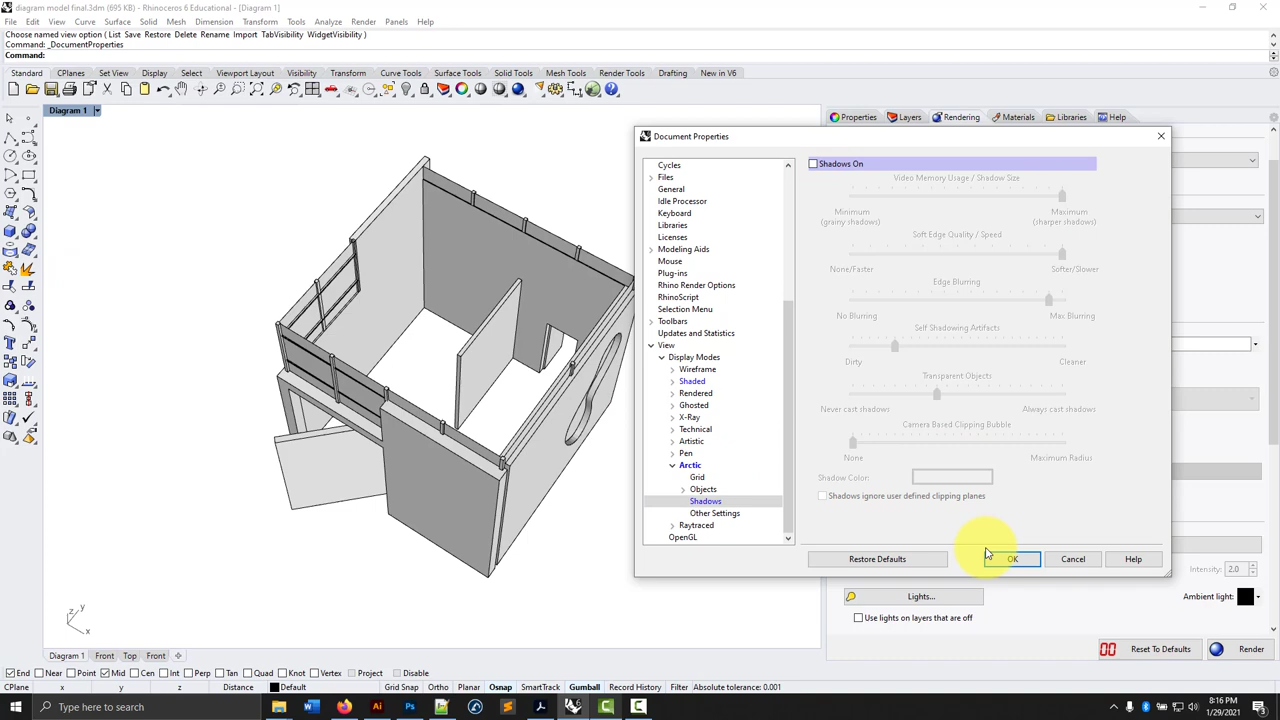 diagram model final.3dm (695 KB) - Rhinoceros 6 Educational - [Diagram 1]
File Edit View Curve Surface Solid Mesh Dimension Transform Tools Analyze Render Panels Help
Choose named view option ( List Save Restore Delete Rename Import TabVisibility WidgetVisibility )
Command: _DocumentProperties
Command:
Standard CPlanes Set View Display Select Viewport Layout Visibility Transform Curve Tools Surface Tools Solid Tools Mesh Tools Render Tools Drafting New in V6
Diagram 1
Properties Layers Rendering Materials Libraries Help
Document Properties
Cycles
Files
General
Idle Processor
Keyboard
Libraries
Licenses
Modeling Aids
Mouse
Plug-ins
Rhino Render Options
RhinoScript
Selection Menu
Toolbars
Updates and Statistics
View
Display Modes
Wireframe
Shaded
Rendered
Ghosted
X-Ray
Technical
Artistic
Pen
Arctic
Grid
Objects
Shadows
Other Settings
Raytraced
OpenGL
Shadows On
Video Memory Usage / Shadow Size
Minimum Maximum
(grainy shadows) (sharper shadows)
Soft Edge Quality / Speed
None/Faster Softer/Slower
Edge Blurring
No Blurring Max Blurring
Self Shadowing Artifacts
Dirty Cleaner
Transparent Objects
Never cast shadows Always cast shadows
Camera Based Clipping Bubble
None Maximum Radius
Shadow Color:
Shadows ignore user defined clipping planes
Restore Defaults OK Cancel Help
Intensity: 2.0
Lights... Ambient light:
Use lights on layers that are off
Reset To Defaults Render
z y
x
Diagram 1 Front Top Front
End Near Point Mid Cen Int Perp Tan Quad Knot Vertex Project Disable
CPlane x y z Distance Default Grid Snap Ortho Planar Osnap SmartTrack Gumball Record History Filter Absolute tolerance: 0.001
Type here to search
8:16 PM
1/29/2021